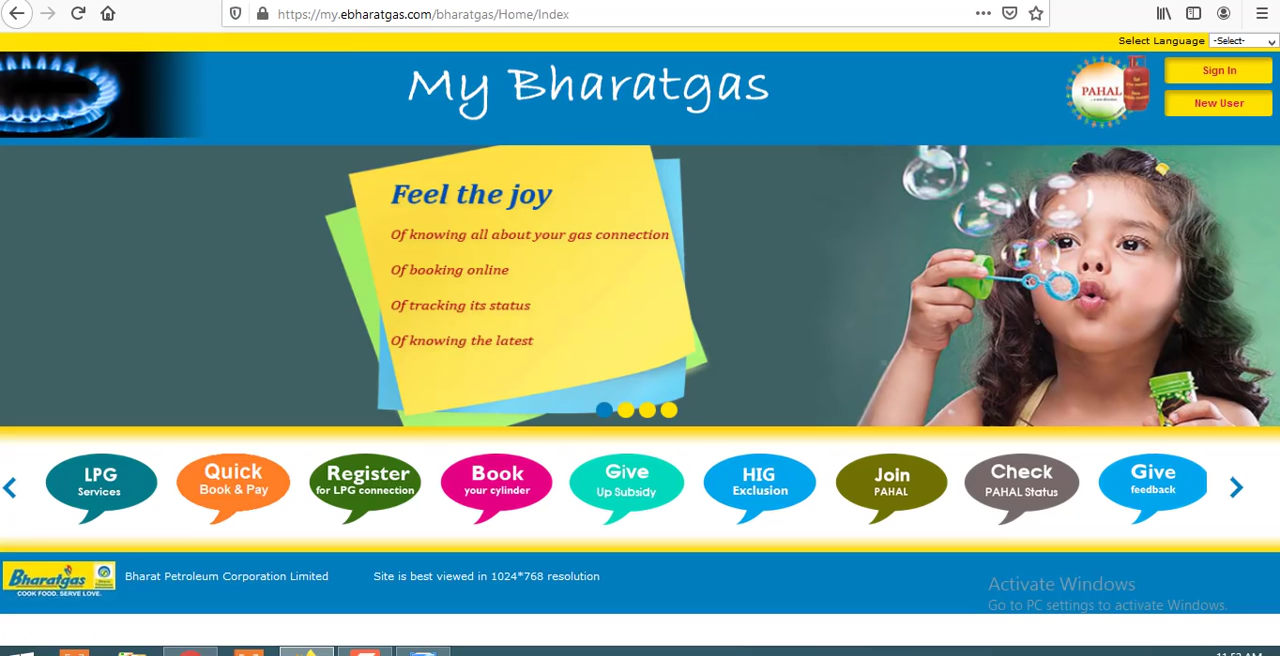 https://my.ebharatgas.com/bharatgas/Home/Index
Select Language -Select-
My Bharatgas
PAHAL
Sign In
New User
Feel the joy
Of knowing all about your gas connection
Of booking online
Of tracking its status
Of knowing the latest
LPG
Services
Quick
Book & Pay
Register
for LPG connection
Book
your cylinder
Give
Up Subsidy
HIG
Exclusion
Join
PAHAL
Check
PAHAL Status
Give
feedback
Bharatgas
COOK FOOD. SERVE LOVE.
Bharat Petroleum Corporation Limited
Site is best viewed in 1024*768 resolution
Activate Windows
Go to PC settings to activate Windows.